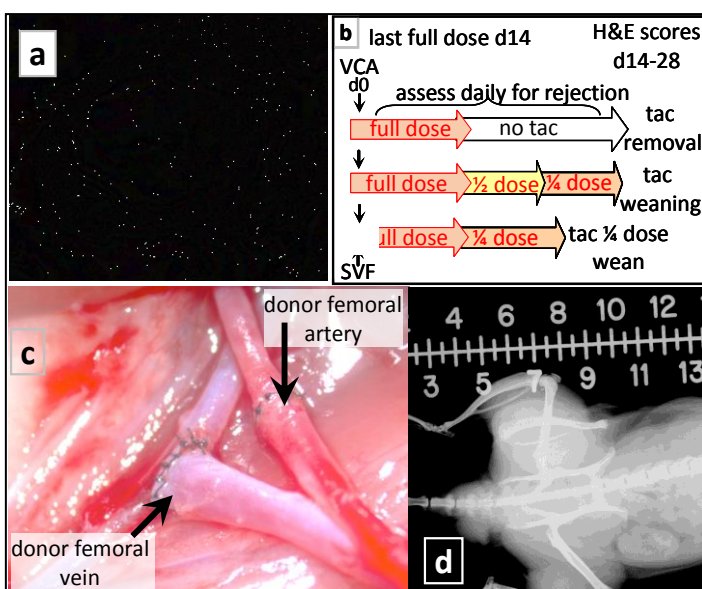 a
b
last full dose d14
H&E scores
d14-28
VCA
d0
assess daily for rejection
full dose
no tac
tac
removal
full dose
½ dose
¼ dose
tac
weaning
ull dose
¼ dose
tac ¼ dose
wean
SVF
c
donor femoral
artery
donor femoral
vein
4 6 8 10 12
3 5 7 9 11 13
d